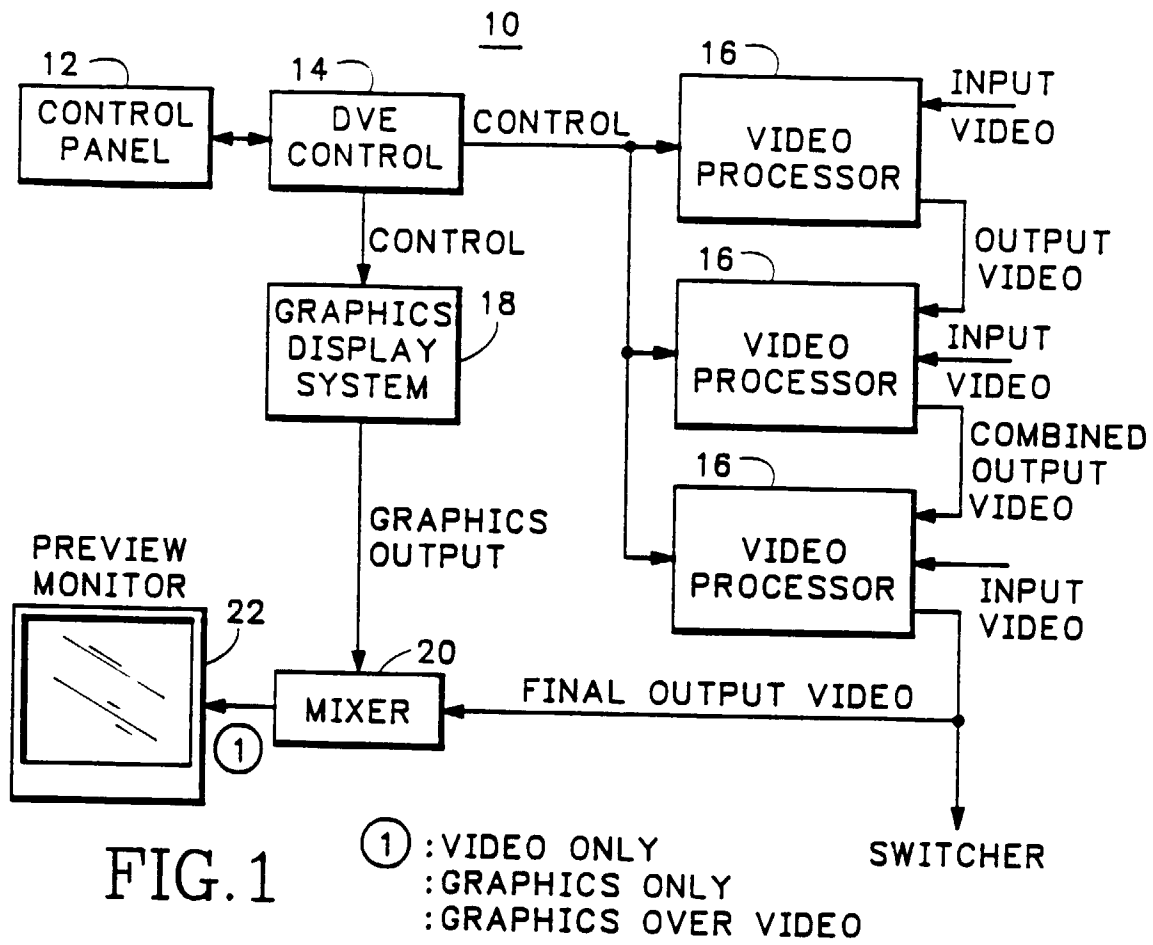 10
12
CONTROL
PANEL
14
DVE
CONTROL
CONTROL
16
VIDEO
PROCESSOR
INPUT
VIDEO
OUTPUT
VIDEO
CONTROL
GRAPHICS
DISPLAY
SYSTEM
18
16
VIDEO
PROCESSOR
INPUT
VIDEO
COMBINED
OUTPUT
VIDEO
16
VIDEO
PROCESSOR
INPUT
VIDEO
GRAPHICS
OUTPUT
PREVIEW
MONITOR
22
20
MIXER
FINAL OUTPUT VIDEO
1
SWITCHER
1 :VIDEO ONLY
:GRAPHICS ONLY
:GRAPHICS OVER VIDEO
FIG.1